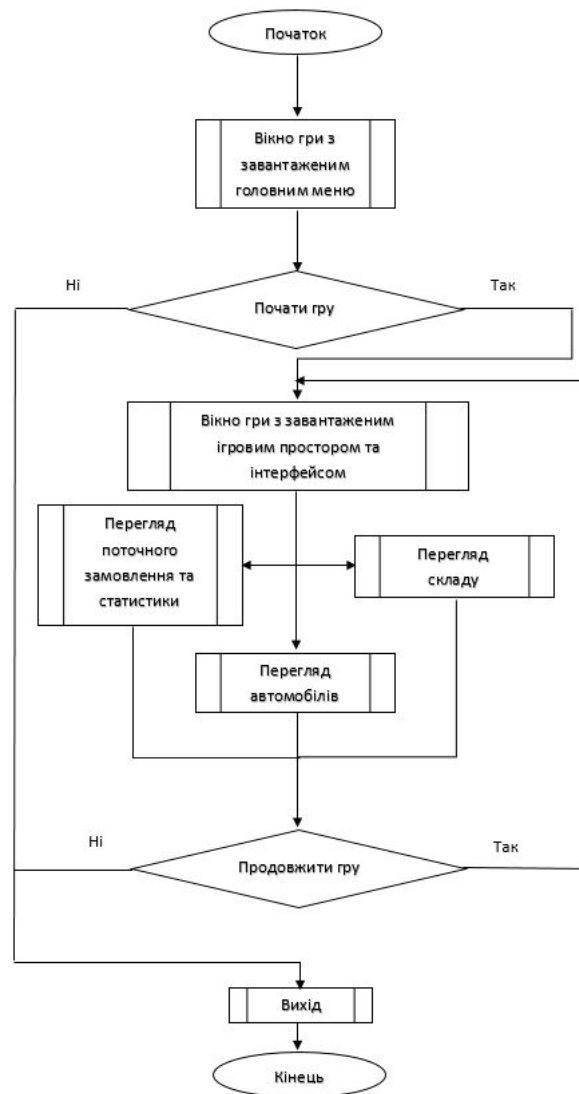 Початок
Вікно гри з
завантаженим
головним меню
Ні
Так
Почати гру
Вікно гри з завантаженим
ігровим простором та
інтерфейсом
Перегляд
поточного
замовлення та
статистики
Перегляд
складу
Перегляд
автомобілів
Ні
Так
Продовжити гру
Вихід
Кінець